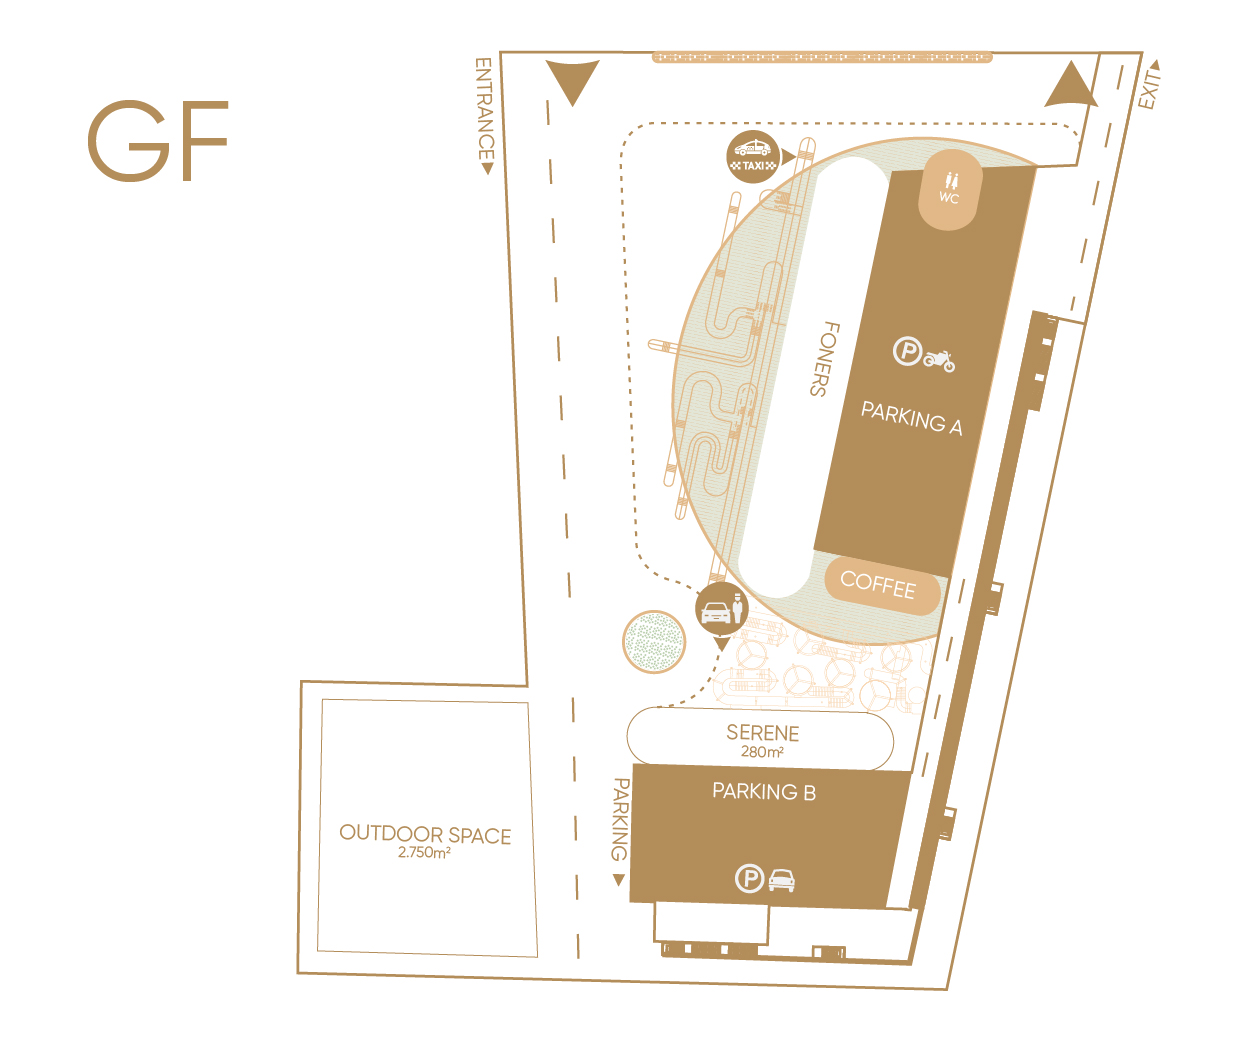 GF
ENTRANCE
EXIT
TAXI
WC
FONERS
P
PARKING A
COFFEE
SERENE
280m²
PARKING
PARKING B
P
OUTDOOR SPACE
2.750m²